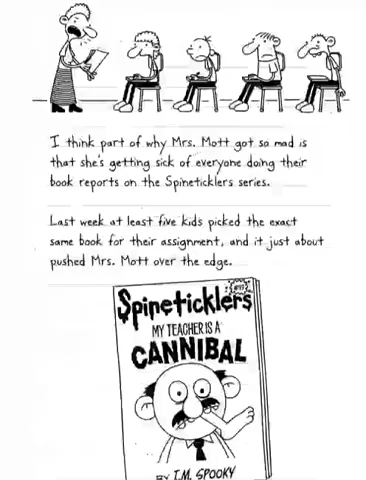 I think part of why Mrs. Mott got so mad is
that she's getting sick of everyone doing their
book reports on the Spineticklers series.
Last week at least five kids picked the exact
same book for their assignment, and it just about
pushed Mrs. Mott over the edge.
Spineticklers
MY TEACHER IS A
CANNIBAL
BY I.M. SPOOKY